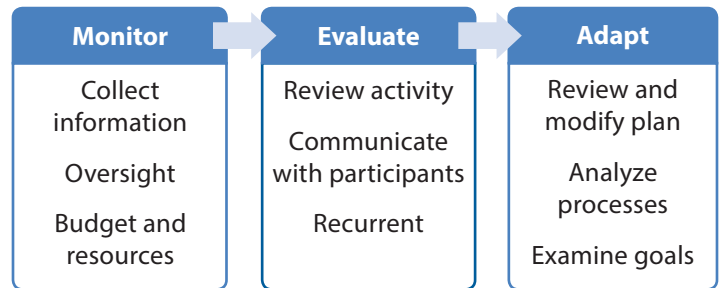 Monitor
Collect
information
Oversight
Budget and
resources
Evaluate
Review activity
Communicate
with participants
Recurrent
Adapt
Review and
modify plan
Analyze
processes
Examine goals